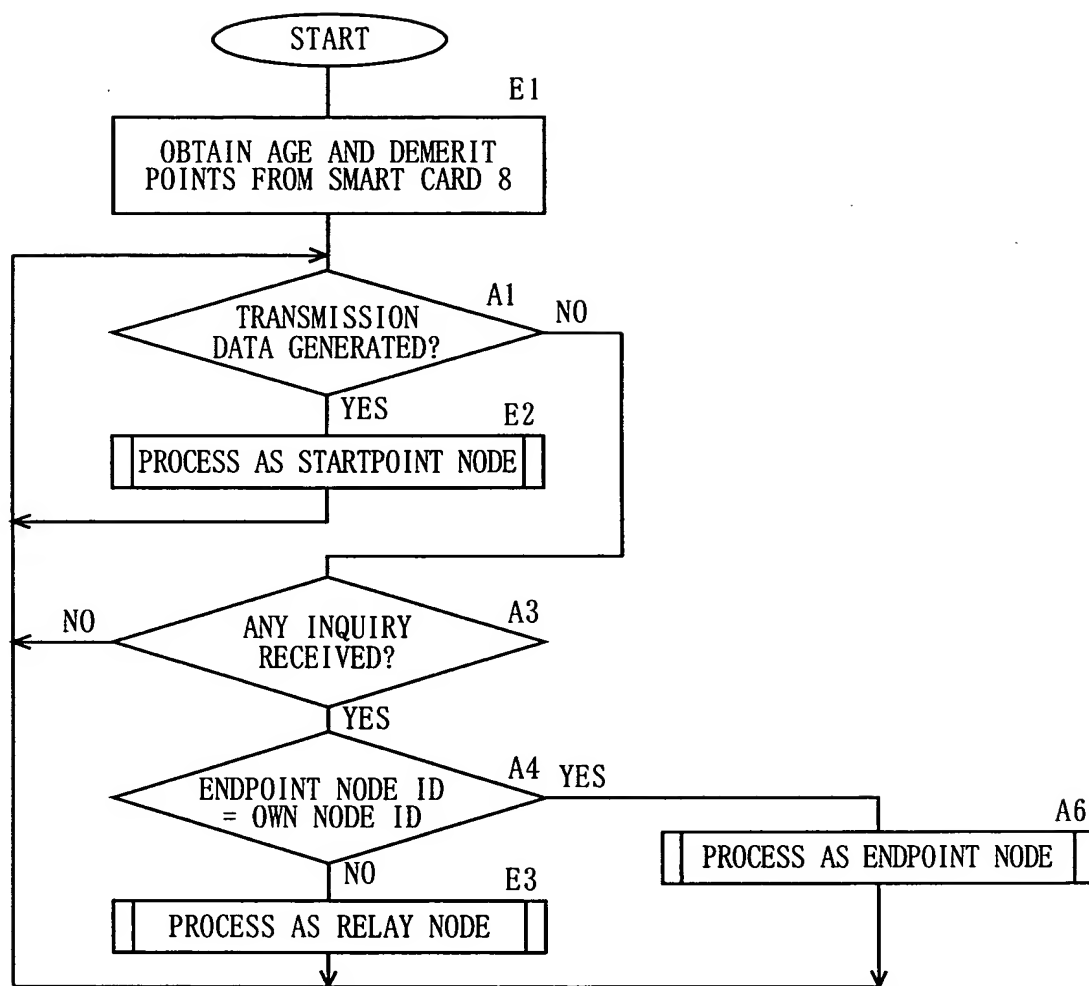 START
E1
OBTAIN AGE AND DEMERIT
POINTS FROM SMART CARD 8
A1
TRANSMISSION
DATA GENERATED?
NO
YES
E2
PROCESS AS STARTPOINT NODE
NO
ANY INQUIRY
RECEIVED?
A3
YES
ENDPOINT NODE ID
= OWN NODE ID
A4
YES
A6
PROCESS AS ENDPOINT NODE
NO
E3
PROCESS AS RELAY NODE